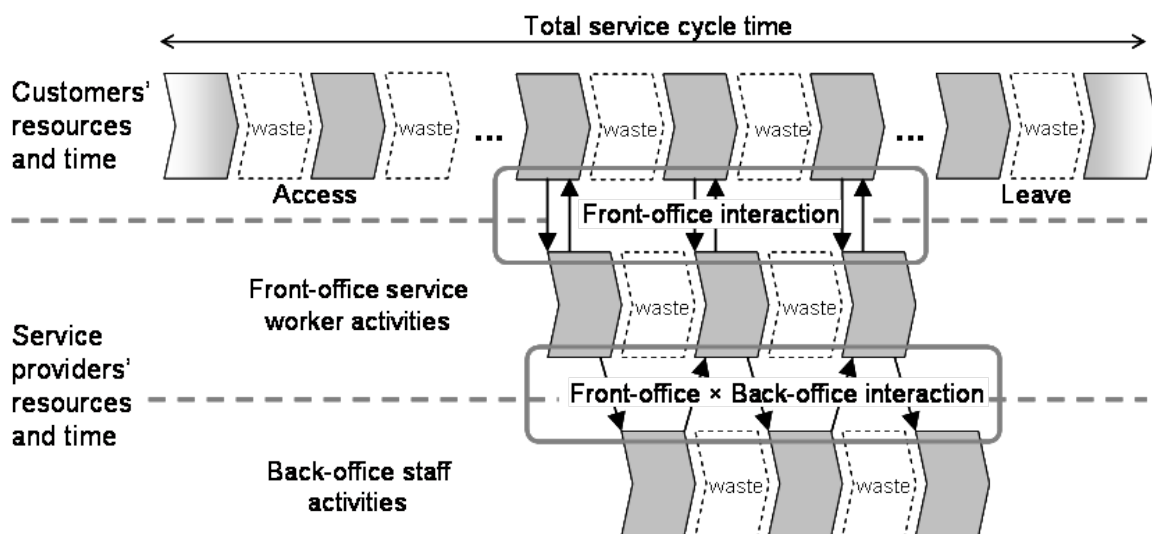 Total service cycle time
Customers'
resources
and time
waste
waste
...
waste
waste
...
waste
Access
Leave
Front-office interaction
Front-office service
worker activities
waste
waste
Service
providers'
resources
and time
Front-office × Back-office interaction
Back-office staff
activities
waste
waste